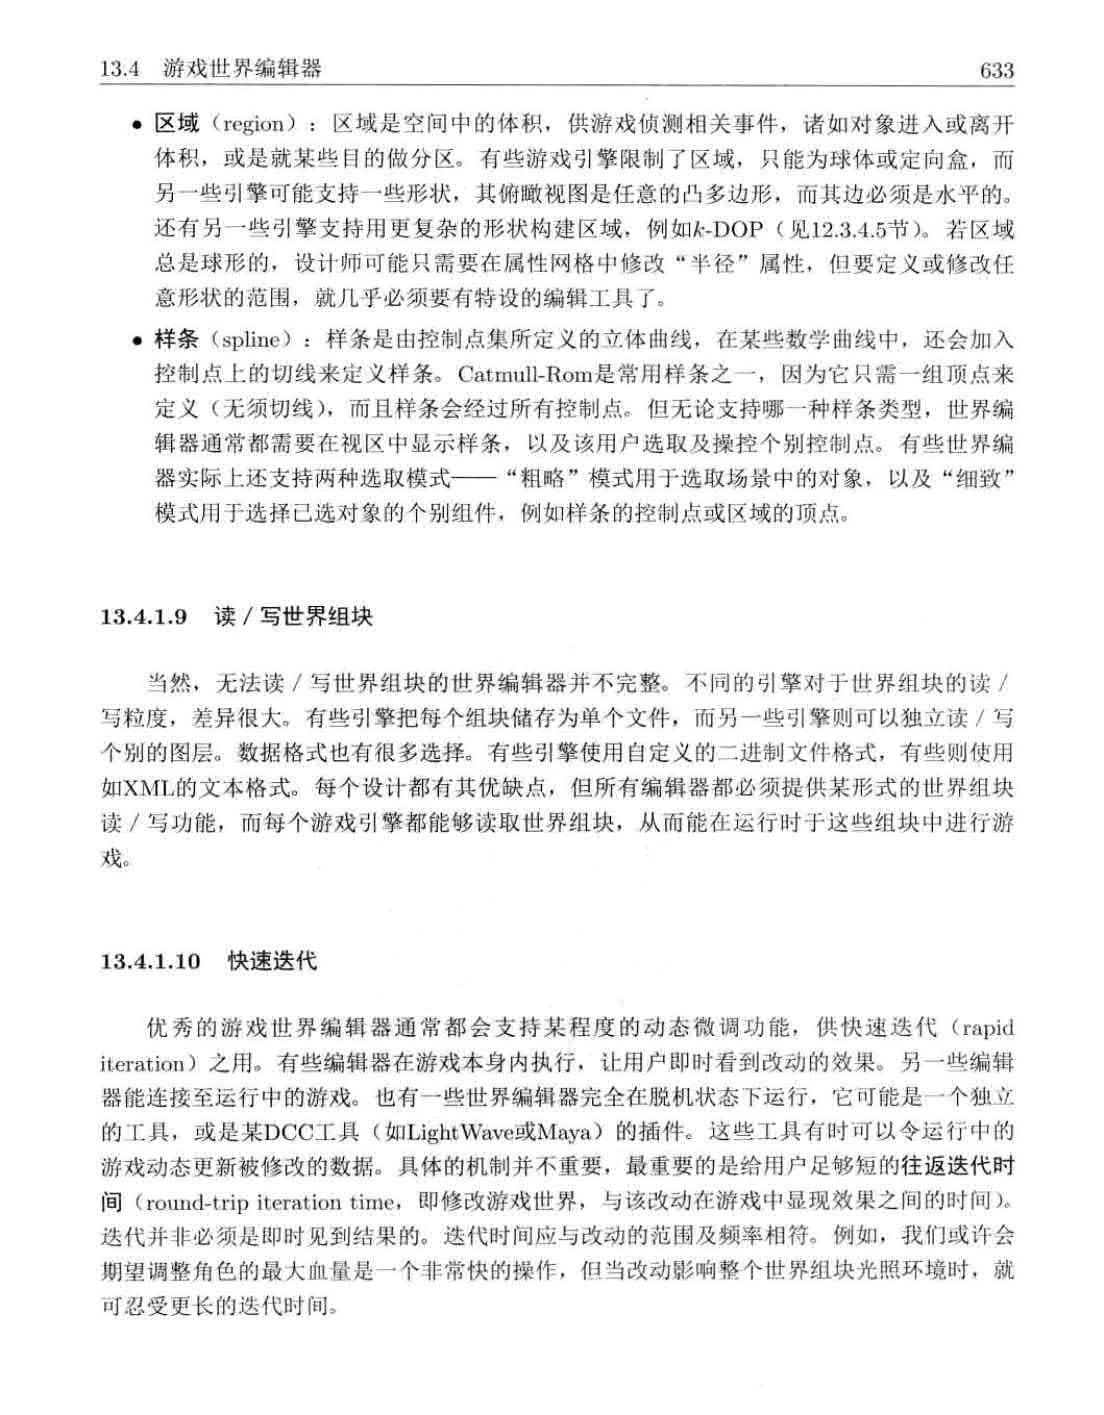 13.4 游戏世界编辑器 633
• 区域（region）：区域是空间中的体积，供游戏侦测相关事件，诸如对象进入或离开
体积，或是就某些目的做分区。有些游戏引擎限制了区域，只能为球体或定向盒，而
另一些引擎可能支持一些形状，其俯瞰视图是任意的凸多边形，而其边必须是水平的。
还有另一些引擎支持用更复杂的形状构建区域，例如k-DOP（见12.3.4.5节）。若区域
总是球形的，设计师可能只需要在属性网格中修改“半径”属性，但要定义或修改任
意形状的范围，就几乎必须要有特设的编辑工具了。
• 样条（spline）：样条是由控制点集所定义的立体曲线，在某些数学曲线中，还会加入
控制点上的切线来定义样条。Catmull-Rom是常用样条之一，因为它只需一组顶点来
定义（无须切线），而且样条会经过所有控制点。但无论支持哪一种样条类型，世界编
辑器通常都需要在视区中显示样条，以及该用户选取及操控个别控制点。有些世界编
器实际上还支持两种选取模式——“粗略”模式用于选取场景中的对象，以及“细致”
模式用于选择已选对象的个别组件，例如样条的控制点或区域的顶点。
13.4.1.9 读／写世界组块
当然，无法读／写世界组块的世界编辑器并不完整。不同的引擎对于世界组块的读／
写粒度，差异很大。有些引擎把每个组块储存为单个文件，而另一些引擎则可以独立读／写
个别的图层。数据格式也有很多选择。有些引擎使用自定义的二进制文件格式，有些则使用
如XML的文本格式。每个设计都有其优缺点，但所有编辑器都必须提供某形式的世界组块
读／写功能，而每个游戏引擎都能够读取世界组块，从而能在运行时于这些组块中进行游
戏。
13.4.1.10 快速迭代
优秀的游戏世界编辑器通常都会支持某程度的动态微调功能，供快速迭代（rapid
iteration）之用。有些编辑器在游戏本身内执行，让用户即时看到改动的效果。另一些编辑
器能连接至运行中的游戏。也有一些世界编辑器完全在脱机状态下运行，它可能是一个独立
的工具，或是某DCC工具（如LightWave或Maya）的插件。这些工具有时可以令运行中的
游戏动态更新被修改的数据。具体的机制并不重要，最重要的是给用户足够短的往返迭代时
间（round-trip iteration time，即修改游戏世界，与该改动在游戏中显现效果之间的时间）。
迭代并非必须是即时见到结果的。迭代时间应与改动的范围及频率相符。例如，我们或许会
期望调整角色的最大血量是一个非常快的操作，但当改动影响整个世界组块光照环境时，就
可忍受更长的迭代时间。